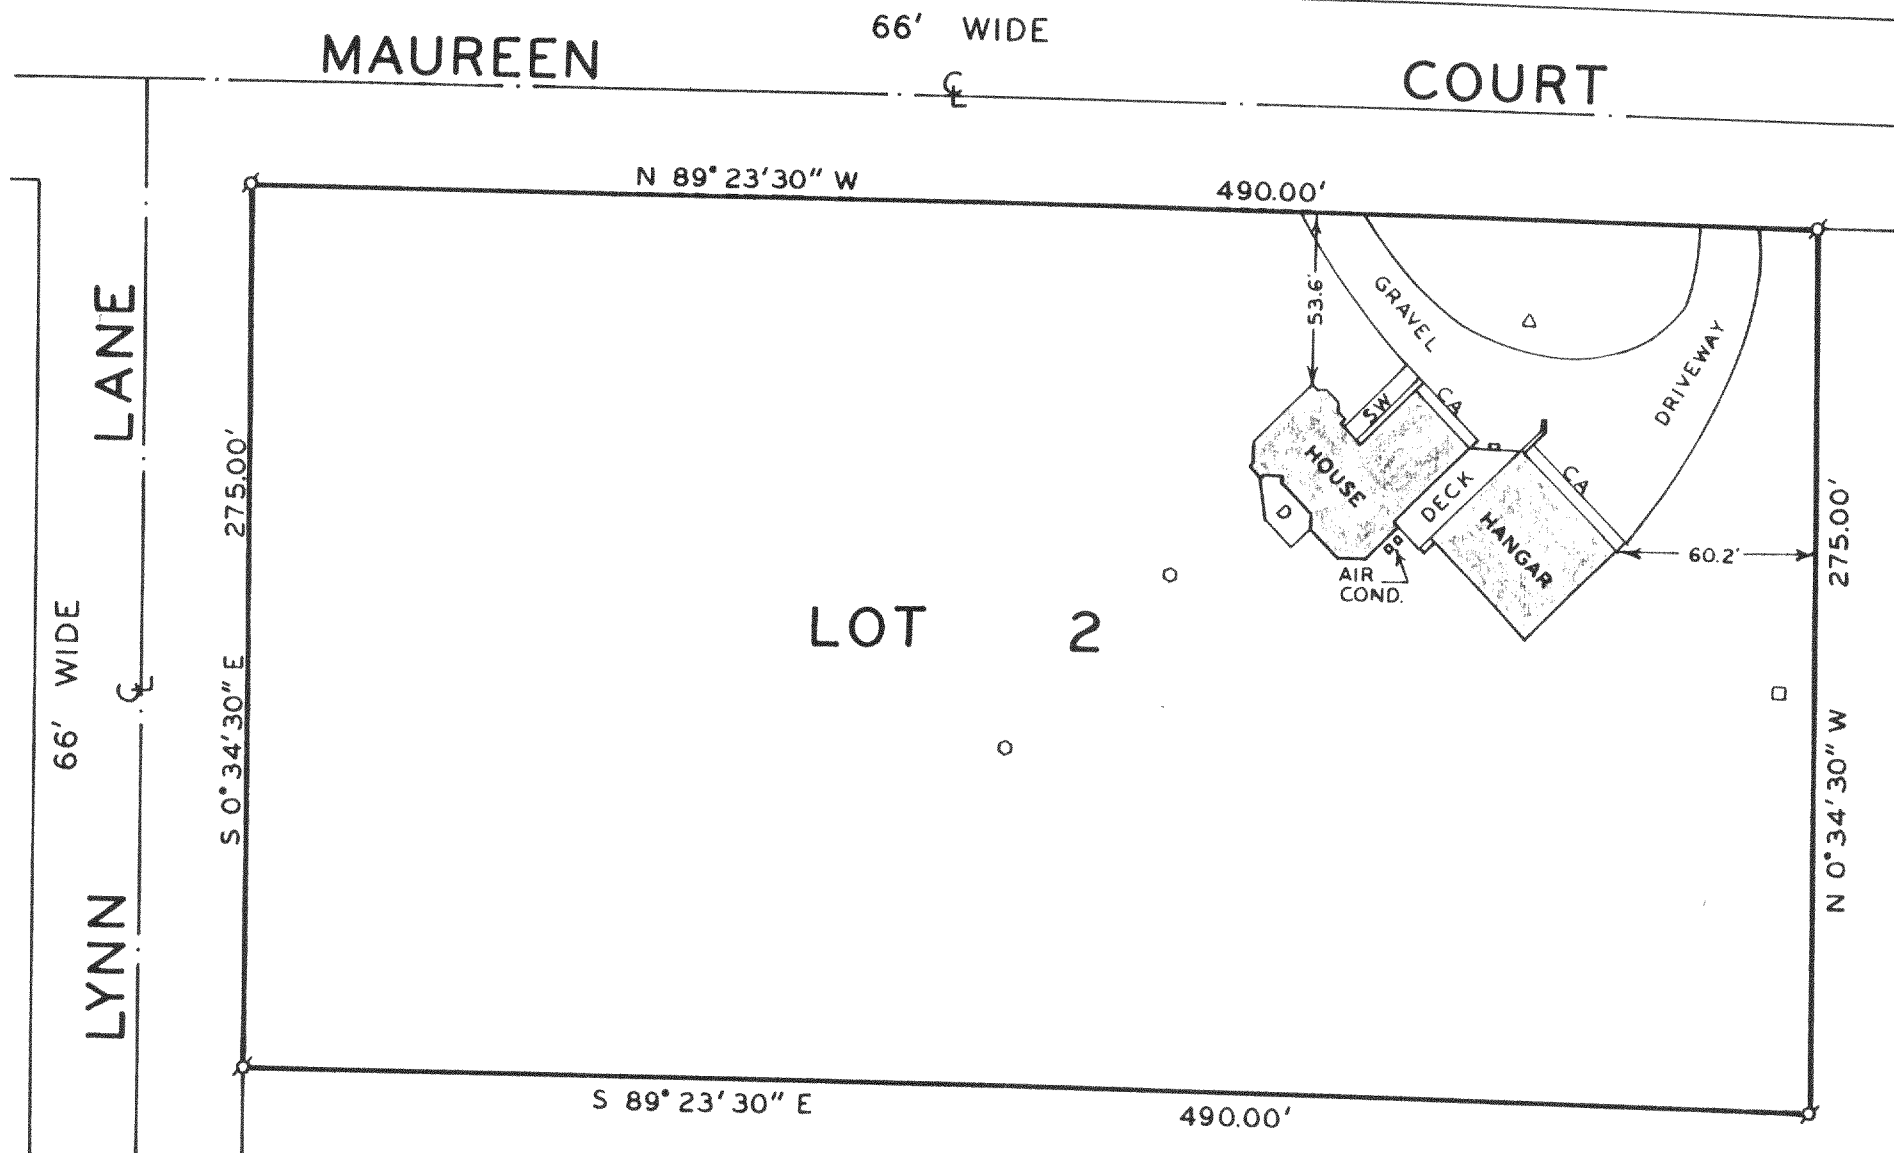 66' WIDE
MAUREEN COURT
℄
N 89° 23' 30" W 490.00'
LANE
LYNN
66' WIDE
℄
275.00'
S 0° 34' 30" E
53.6'
GRAVEL
DRIVEWAY
SW
CA
HOUSE
DECK
CA
D
HANGAR
60.2'
AIR
COND.
LOT 2
275.00'
N 0° 34' 30" W
S 89° 23' 30" E 490.00'